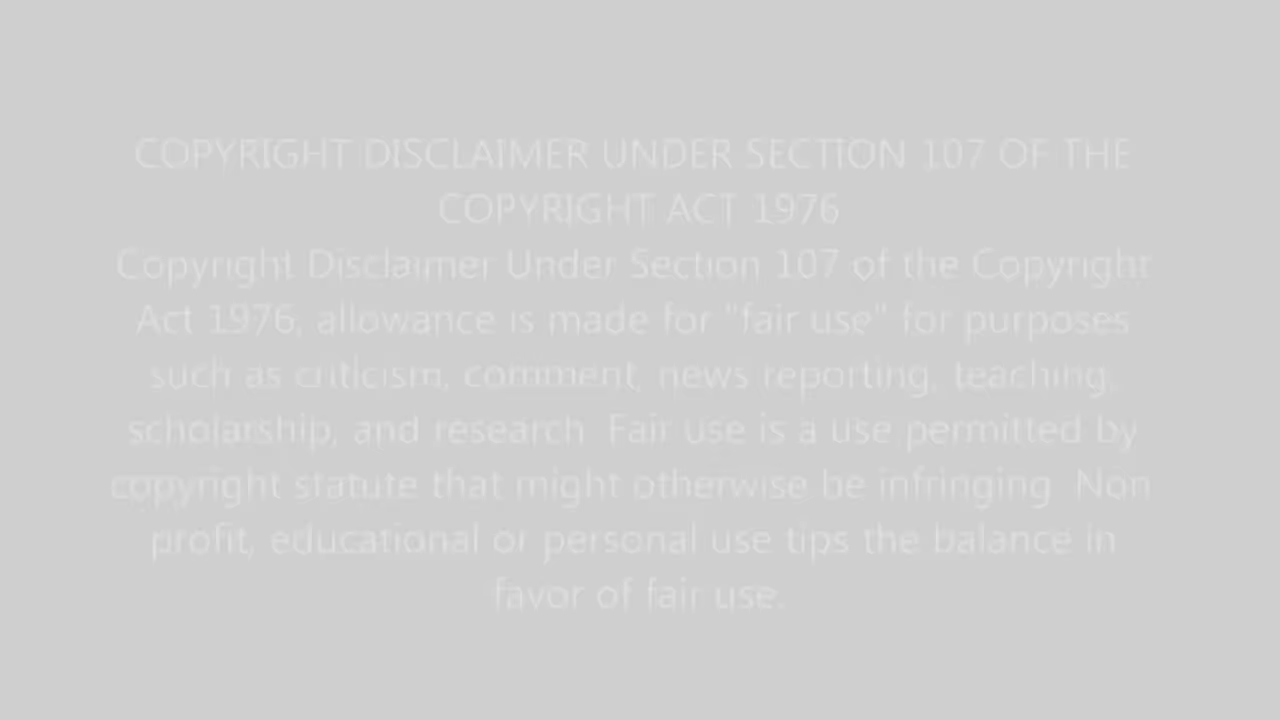 COPYRIGHT DISCLAIMER UNDER SECTION 107 OF THE
COPYRIGHT ACT 1976
Copyright Disclaimer Under Section 107 of the Copyright
Act 1976, allowance is made for "fair use" for purposes
such as criticism, comment, news reporting, teaching,
scholarship, and research. Fair use is a use permitted by
copyright statute that might otherwise be infringing. Non
profit, educational or personal use tips the balance in
favor of fair use.